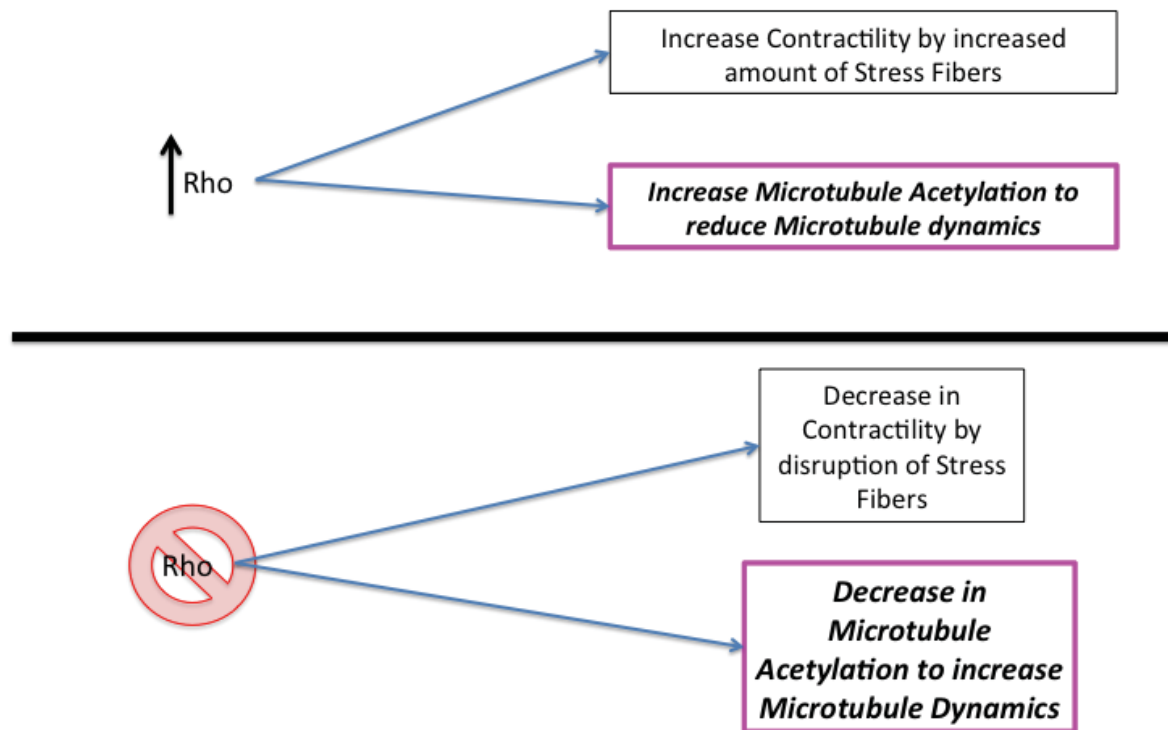 Increase Contractility by increased
amount of Stress Fibers
Rho
Increase Microtubule Acetylation to
reduce Microtubule dynamics
Decrease in
Contractility by
disruption of Stress
Fibers
Rho
Decrease in
Microtubule
Acetylation to increase
Microtubule Dynamics